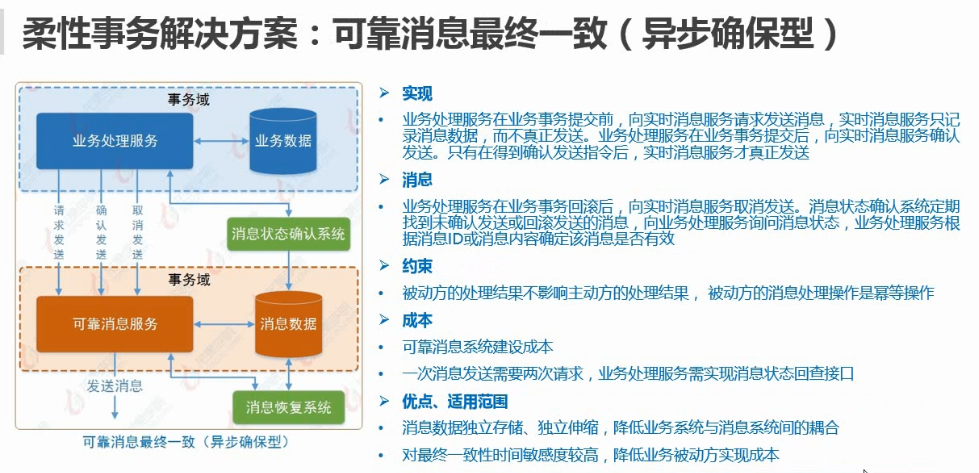 柔性事务解决方案：可靠消息最终一致（异步确保型）
事务域
业务处理服务
业务数据
请求发送
确认发送
取消发送
消息状态确认系统
事务域
可靠消息服务
消息数据
发送消息
消息恢复系统
可靠消息最终一致（异步确保型）
➢ 实现
• 业务处理服务在业务事务提交前，向实时消息服务请求发送消息，实时消息服务只记
录消息数据，而不真正发送。业务处理服务在业务事务提交后，向实时消息服务确认
发送。只有在得到确认发送指令后，实时消息服务才真正发送
➢ 消息
• 业务处理服务在业务事务回滚后，向实时消息服务取消发送。消息状态确认系统定期
找到未确认发送或回滚发送的消息，向业务处理服务询问消息状态，业务处理服务根
据消息ID或消息内容确定该消息是否有效
➢ 约束
• 被动方的处理结果不影响主动方的处理结果， 被动方的消息处理操作是幂等操作
➢ 成本
• 可靠消息系统建设成本
• 一次消息发送需要两次请求，业务处理服务需实现消息状态回查接口
➢ 优点、适用范围
• 消息数据独立存储、独立伸缩，降低业务系统与消息系统间的耦合
• 对最终一致性时间敏感度较高，降低业务被动方实现成本